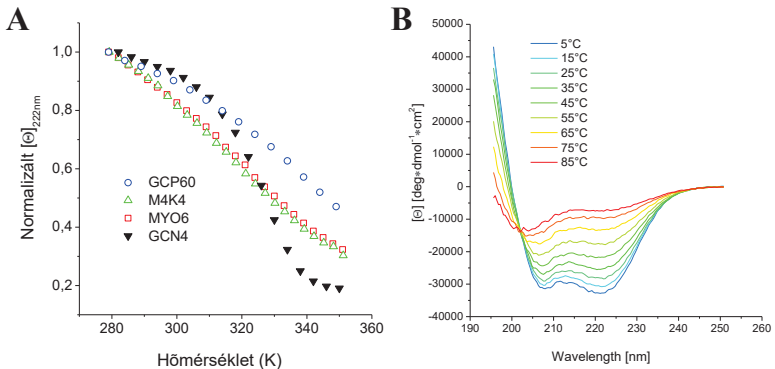 A
Normalizált [Θ]222nm
1,0
0,8
0,6
0,4
0,2
GCP60
M4K4
MYO6
GCN4
280 300 320 340 360
Hõmérséklet (K)
B
[Θ] [deg*dmol⁻¹*cm²]
50000
40000
30000
20000
10000
0
-10000
-20000
-30000
-40000
5°C
15°C
25°C
35°C
45°C
55°C
65°C
75°C
85°C
190 200 210 220 230 240 250 260
Wavelength [nm]